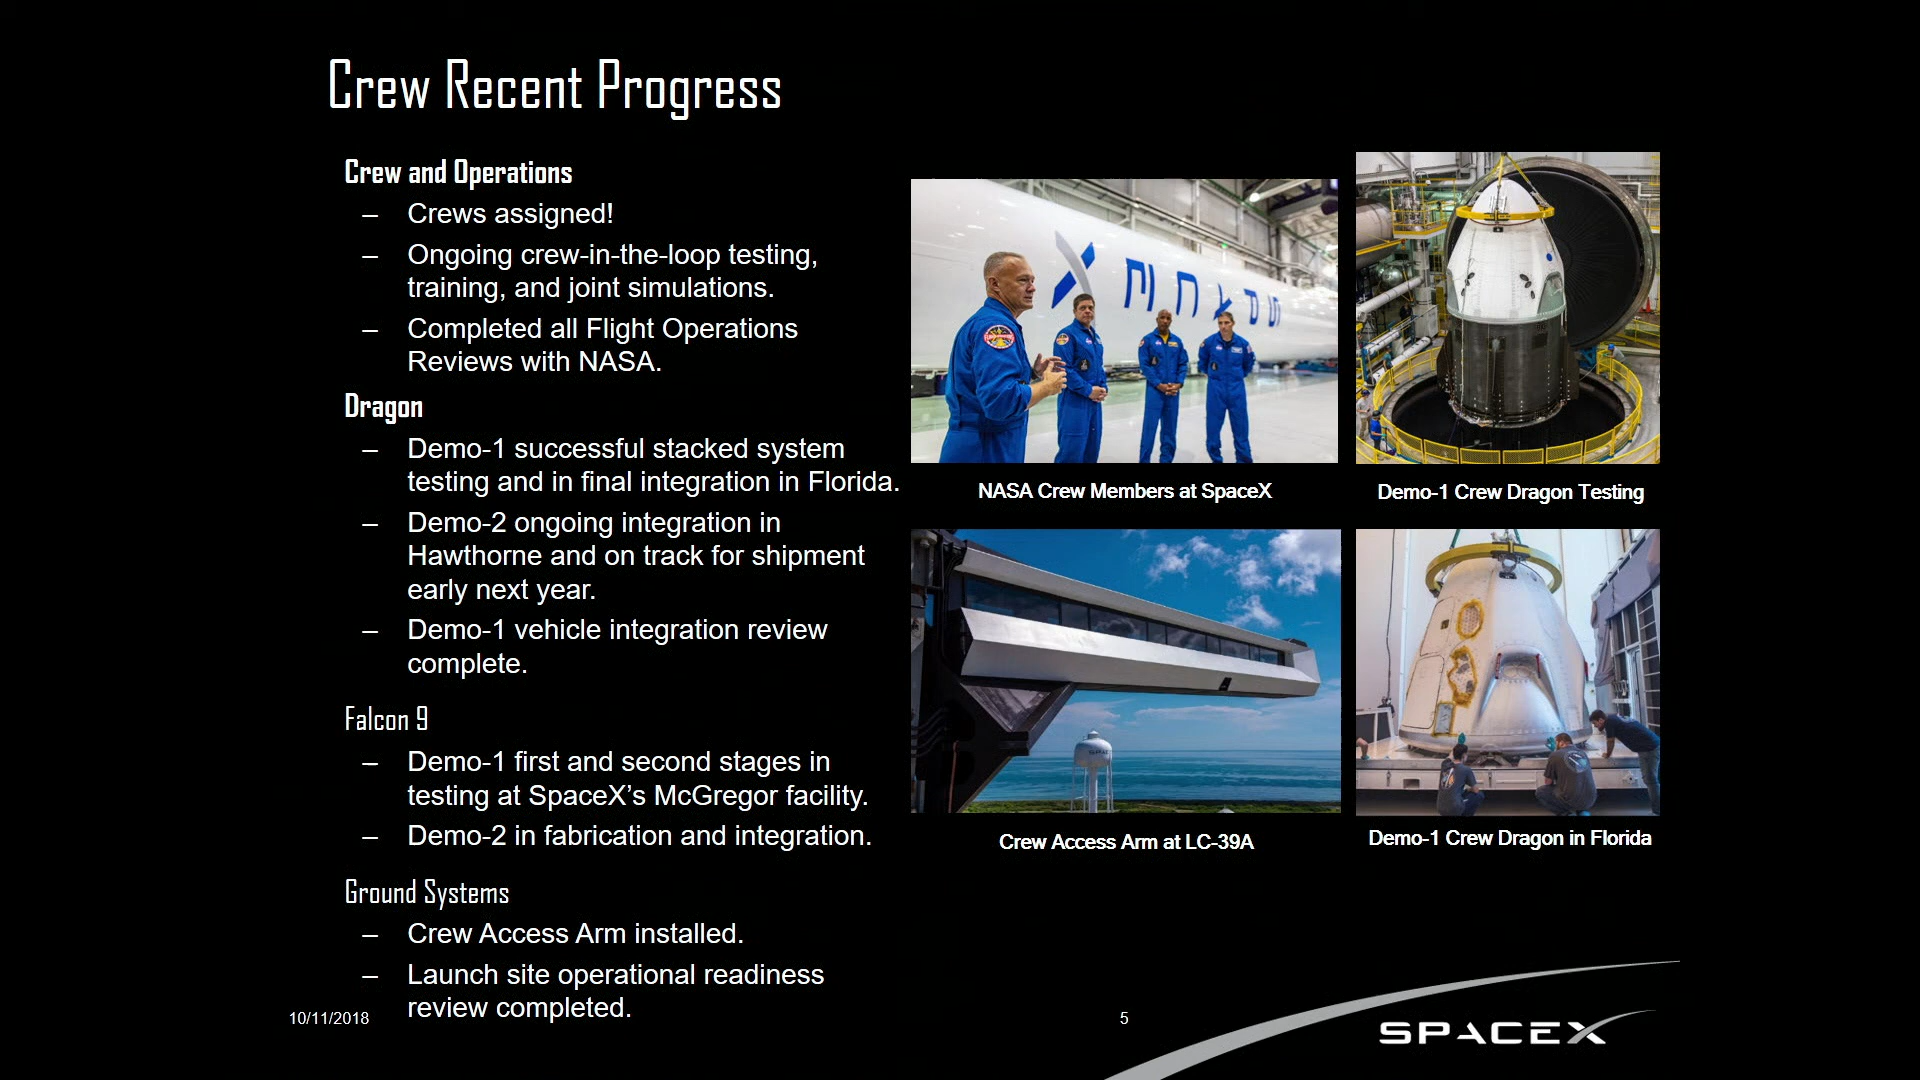 Crew Recent Progress
Crew and Operations
– Crews assigned!
– Ongoing crew-in-the-loop testing,
training, and joint simulations.
– Completed all Flight Operations
Reviews with NASA.
Dragon
– Demo-1 successful stacked system
testing and in final integration in Florida.
– Demo-2 ongoing integration in
Hawthorne and on track for shipment
early next year.
– Demo-1 vehicle integration review
complete.
Falcon 9
– Demo-1 first and second stages in
testing at SpaceX’s McGregor facility.
– Demo-2 in fabrication and integration.
Ground Systems
– Crew Access Arm installed.
– Launch site operational readiness
review completed.
NASA Crew Members at SpaceX
Demo-1 Crew Dragon Testing
Crew Access Arm at LC-39A
Demo-1 Crew Dragon in Florida
10/11/2018
5
SPACEX